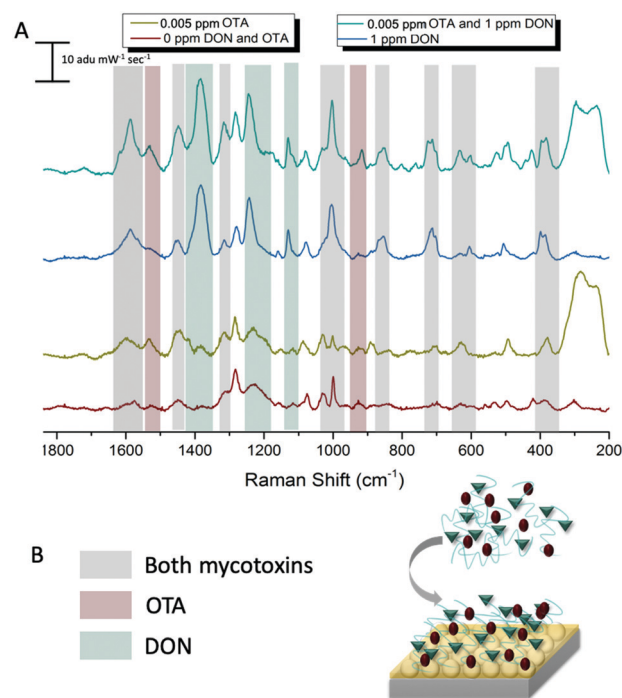 A
0.005 ppm OTA
0 ppm DON and OTA
0.005 ppm OTA and 1 ppm DON
1 ppm DON
10 adu mW⁻¹ sec⁻¹
1800 1600 1400 1200 1000 800 600 400 200
Raman Shift (cm⁻¹)
B
Both mycotoxins
OTA
DON